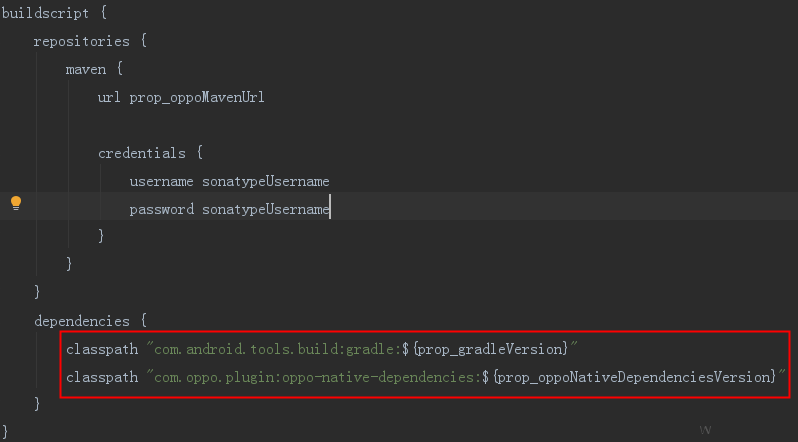 buildscript {
    repositories {
        maven {
            url prop_oppoMavenUrl
            credentials {
                username sonatypeUsername
                password sonatypeUsername
            }
        }
    }
    dependencies {
        classpath "com.android.tools.build:gradle:${prop_gradleVersion}"
        classpath "com.oppo.plugin:oppo-native-dependencies:${prop_oppoNativeDependenciesVersion}"
    }
}
W